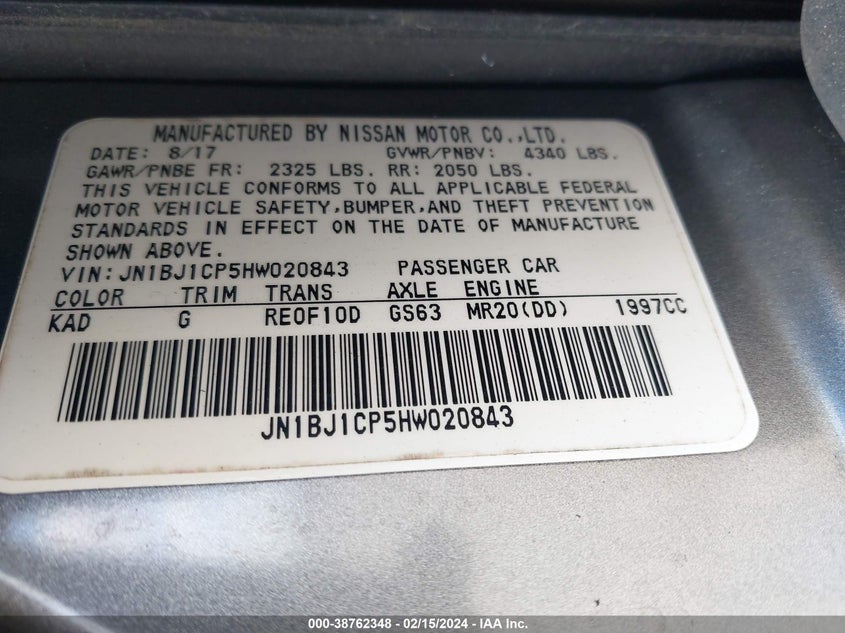 MANUFACTURED BY NISSAN MOTOR CO.,LTD.
DATE: 8/17 GVWR/PNBV: 4340 LBS.
GAWR/PNBE FR: 2325 LBS. RR: 2050 LBS.
THIS VEHICLE CONFORMS TO ALL APPLICABLE FEDERAL
MOTOR VEHICLE SAFETY,BUMPER,AND THEFT PREVENTION
STANDARDS IN EFFECT ON THE DATE OF MANUFACTURE
SHOWN ABOVE.
VIN:JN1BJ1CP5HW020843 PASSENGER CAR
COLOR TRIM TRANS AXLE ENGINE
KAD G RE0F10D GS63 MR20(DD) 1997CC
JN1BJ1CP5HW020843
000-38762348 - 02/15/2024 - IAA Inc.